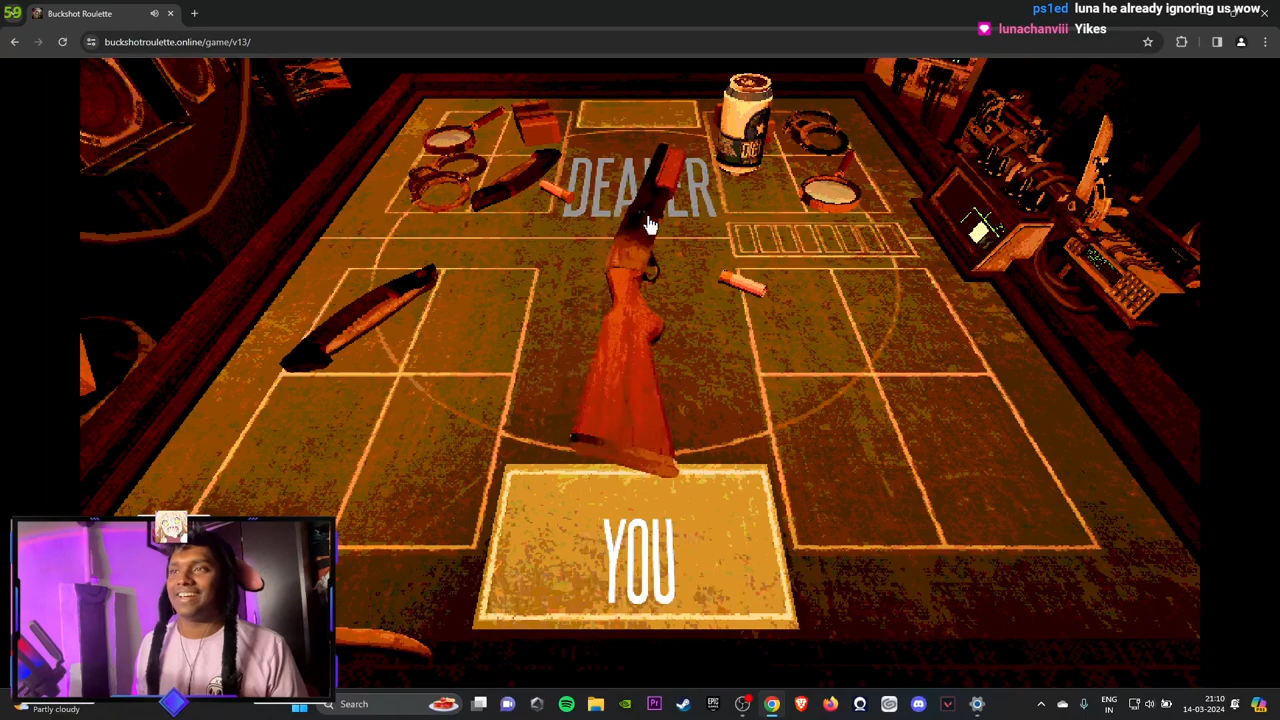 59
Buckshot Roulette
buckshotroulette.online/game/v13/
ps1ed luna he already ignoring us wow
lunachanviii Yikes
DEALER
YOU
Partly cloudy
Search
ENG
IN
21:10
14-03-2024